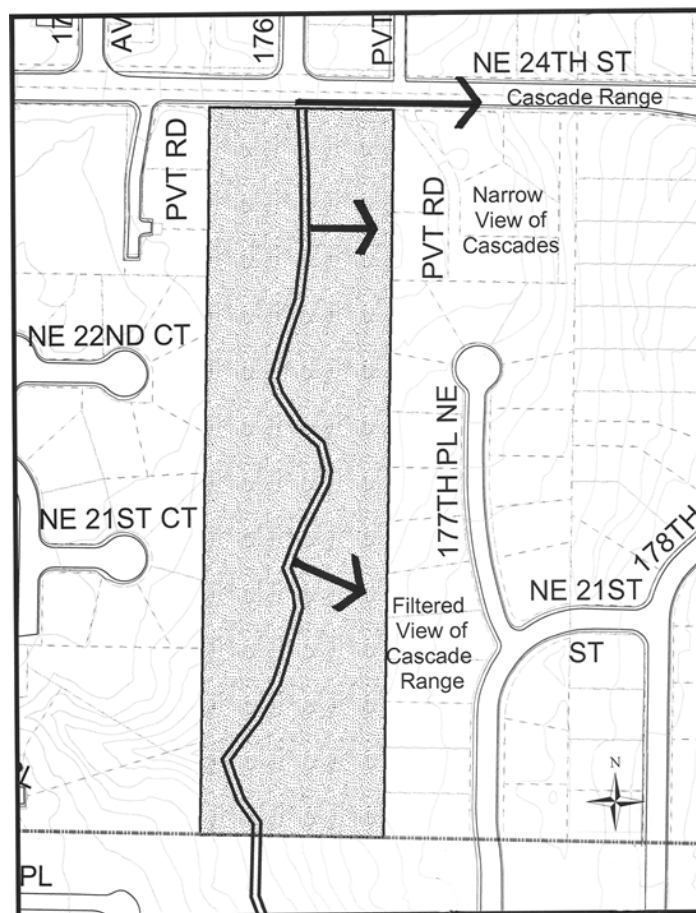 17
AV
176
PVT
NE 24TH ST
Cascade Range
PVT RD
PVT RD
Narrow
View of
Cascades
NE 22ND CT
177TH PL NE
NE 21ST CT
178TH
NE 21ST
ST
Filtered
View of
Cascade
Range
N
PL